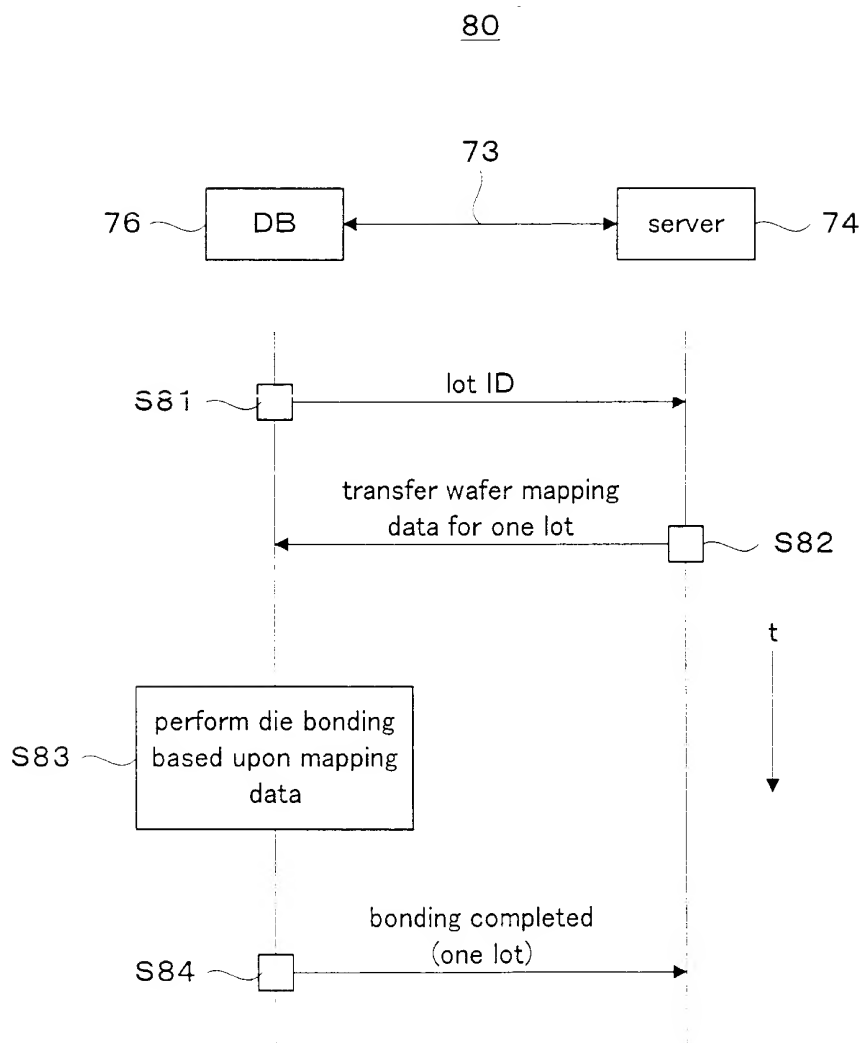 80
73
76
DB
server
74
S81
lot ID
transfer wafer mapping
data for one lot
S82
t
S83
perform die bonding
based upon mapping
data
bonding completed
(one lot)
S84